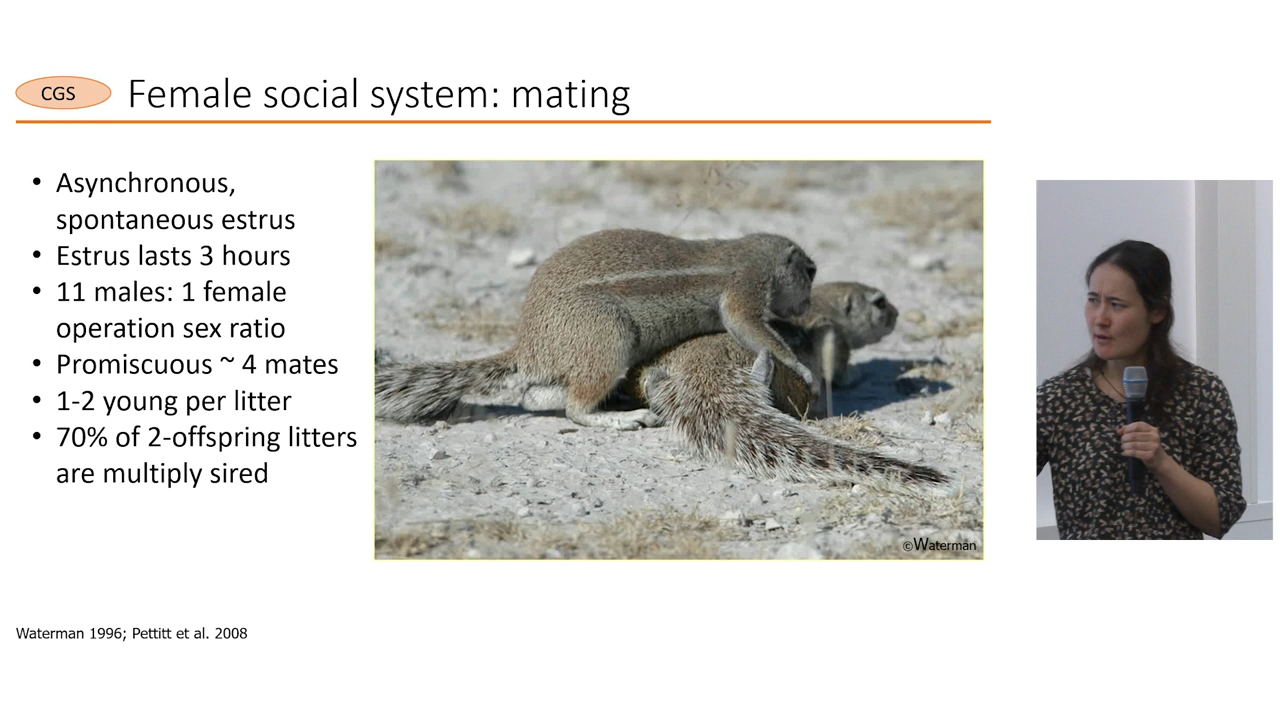 CGS
Female social system: mating
• Asynchronous,
spontaneous estrus
• Estrus lasts 3 hours
• 11 males: 1 female
operation sex ratio
• Promiscuous ~ 4 mates
• 1-2 young per litter
• 70% of 2-offspring litters
are multiply sired
©Waterman
Waterman 1996; Pettitt et al. 2008